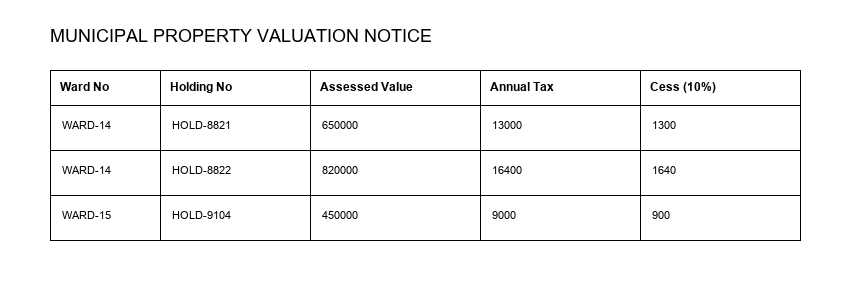 MUNICIPAL PROPERTY VALUATION NOTICE
Ward No Holding No Assessed Value Annual Tax Cess (10%)
WARD-14 HOLD-8821 650000 13000 1300
WARD-14 HOLD-8822 820000 16400 1640
WARD-15 HOLD-9104 450000 9000 900